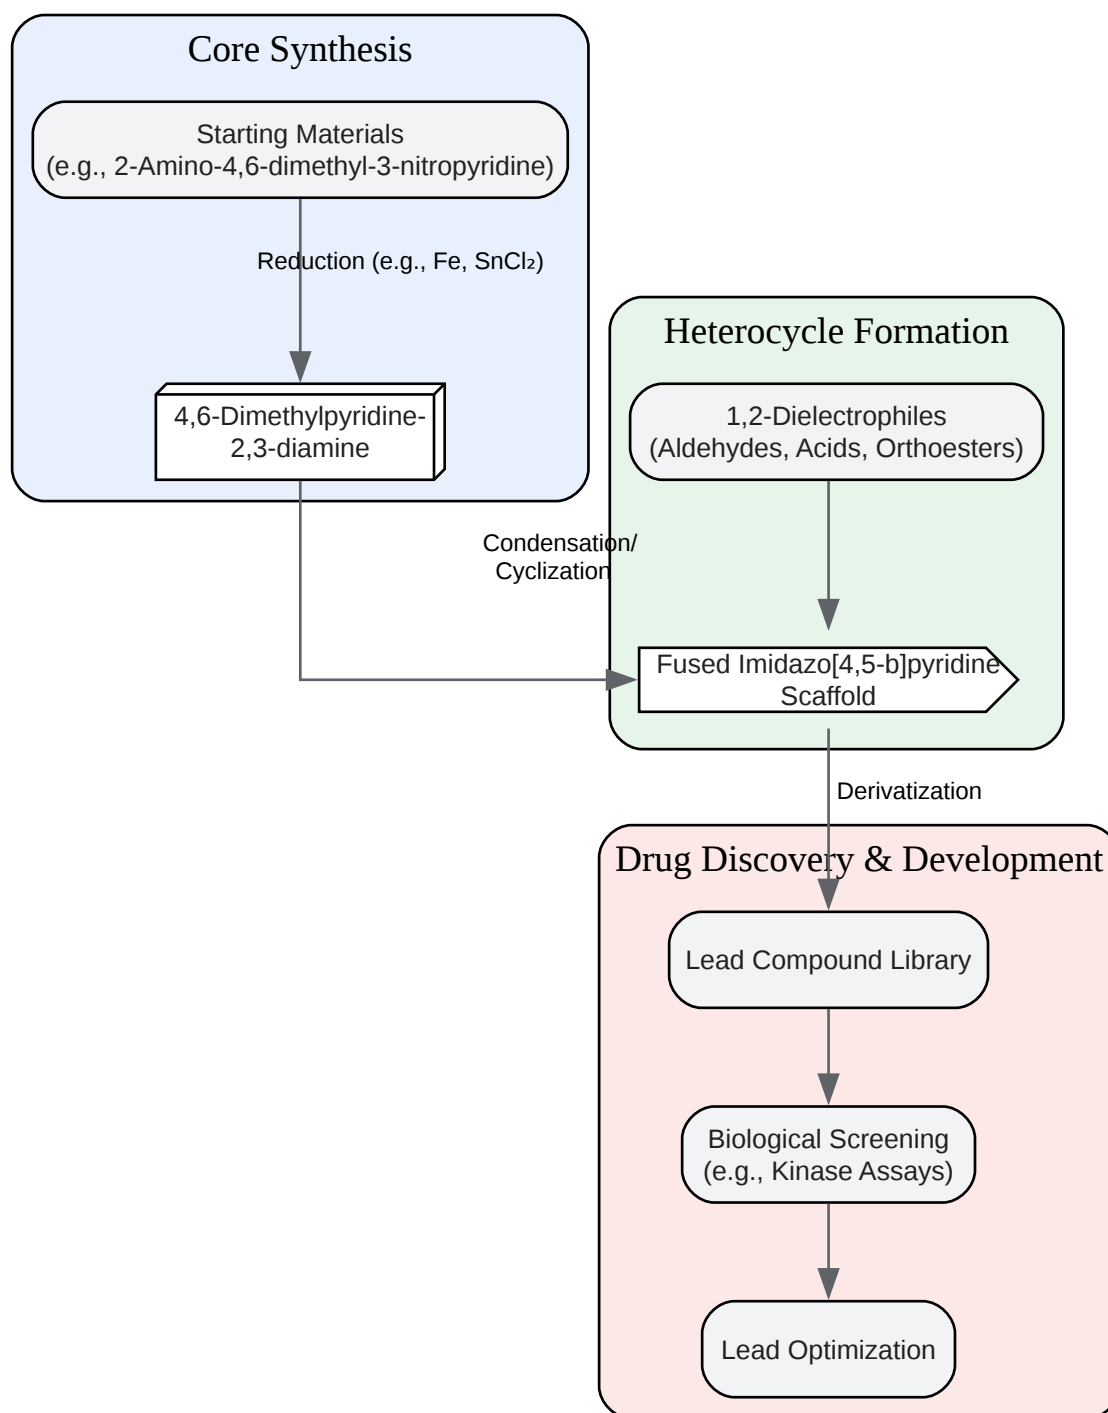 Core Synthesis
Starting Materials
(e.g., 2-Amino-4,6-dimethyl-3-nitropyridine)
Reduction (e.g., Fe, SnCl₂)
4,6-Dimethylpyridine-
2,3-diamine
Heterocycle Formation
1,2-Dielectrophiles
(Aldehydes, Acids, Orthoesters)
Condensation/
Cyclization
Fused Imidazo[4,5-b]pyridine
Scaffold
Derivatization
Drug Discovery & Development
Lead Compound Library
Biological Screening
(e.g., Kinase Assays)
Lead Optimization